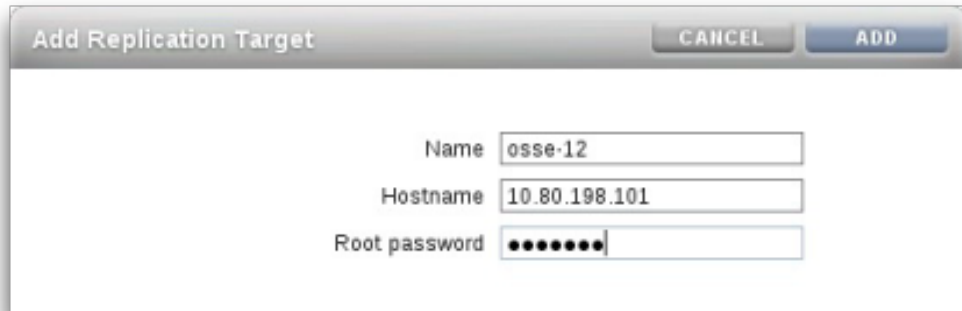 Add Replication Target CANCEL ADD
Name osse-12
Hostname 10.80.198.101
Root password •••••••